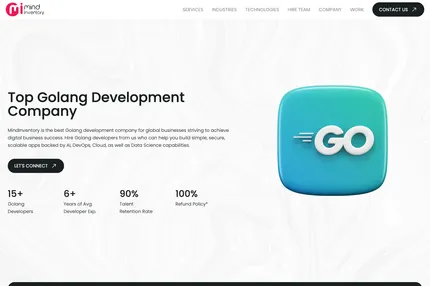 mind
inventory
SERVICES INDUSTRIES TECHNOLOGIES HIRE TEAM COMPANY WORK CONTACT US
Top Golang Development
Company
MindInventory is the best Golang development company for global businesses striving to achieve
digital business success. Hire Golang developers from us who can help you build simple, secure,
scalable apps backed by AI, DevOps, Cloud, as well as Data Science capabilities.
GO
LET'S CONNECT
15+ 6+ 90% 100%
Golang Years of Avg Talent Refund Policy*
Developers Developer Exp. Retention Rate